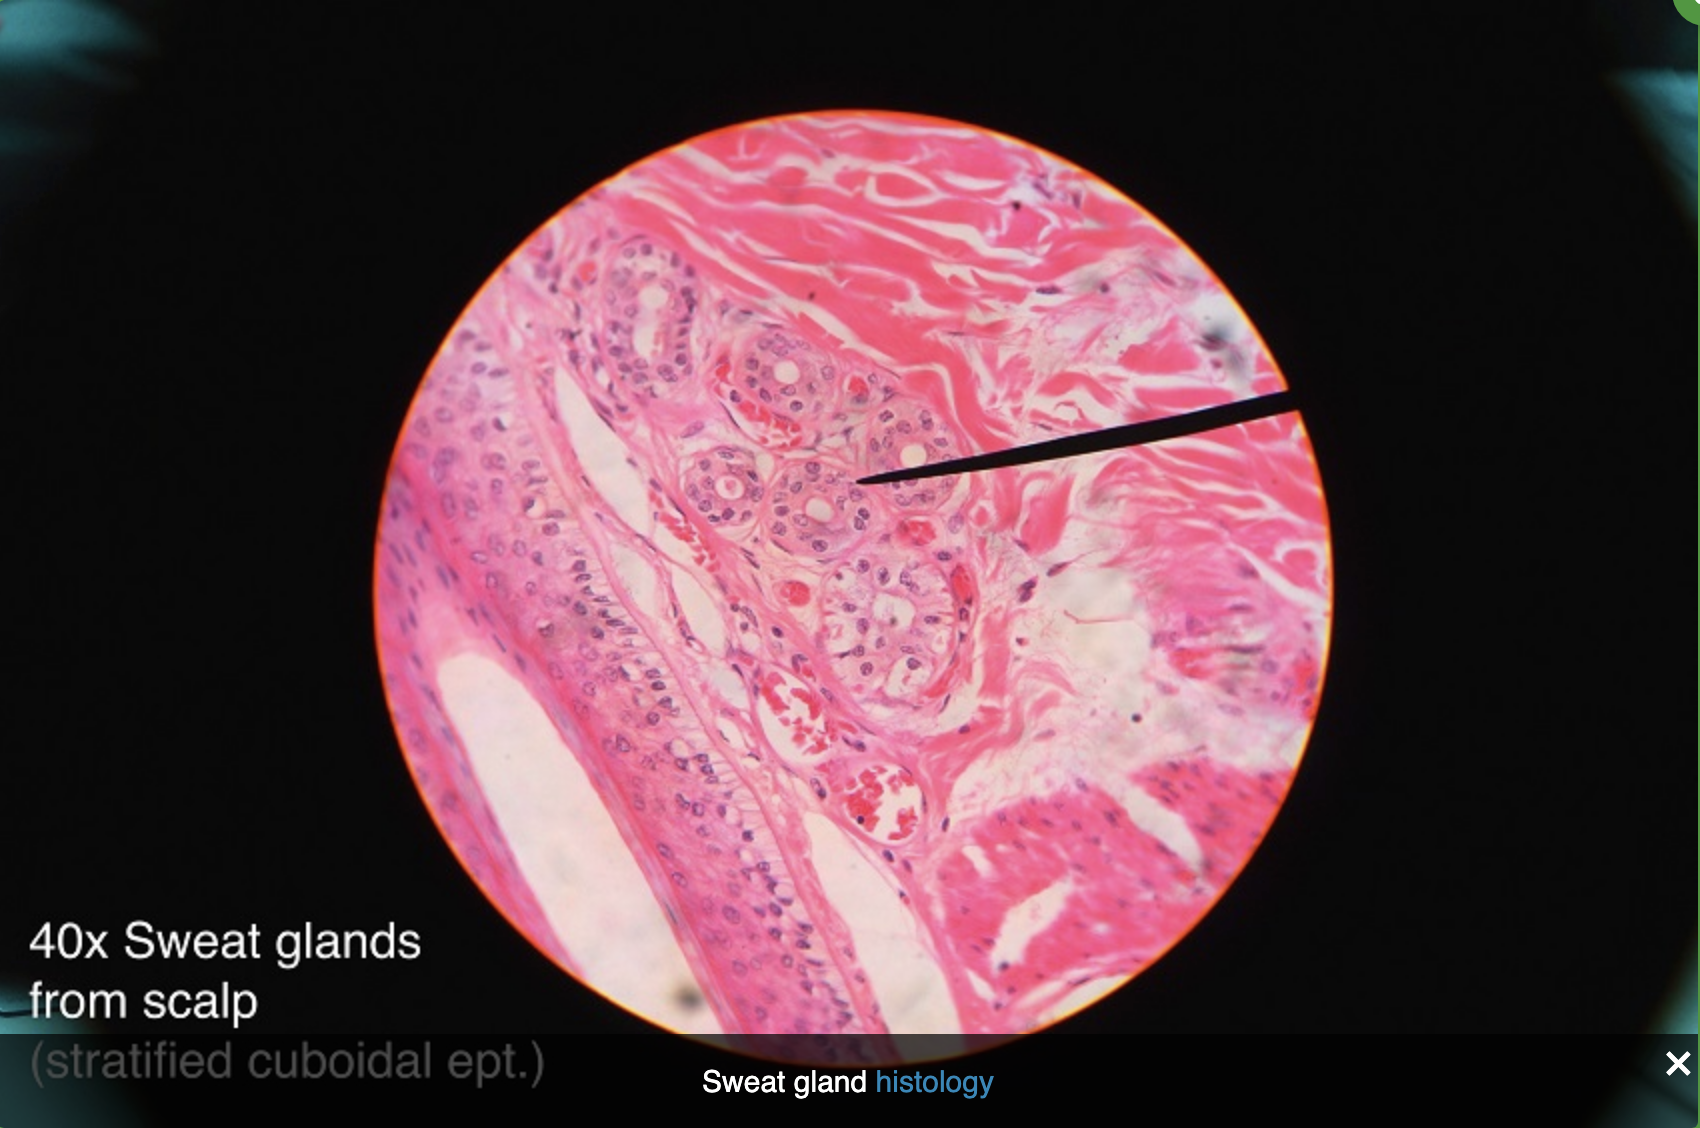 40x Sweat glands
from scalp
(stratified cuboidal ept.)
Sweat gland histology